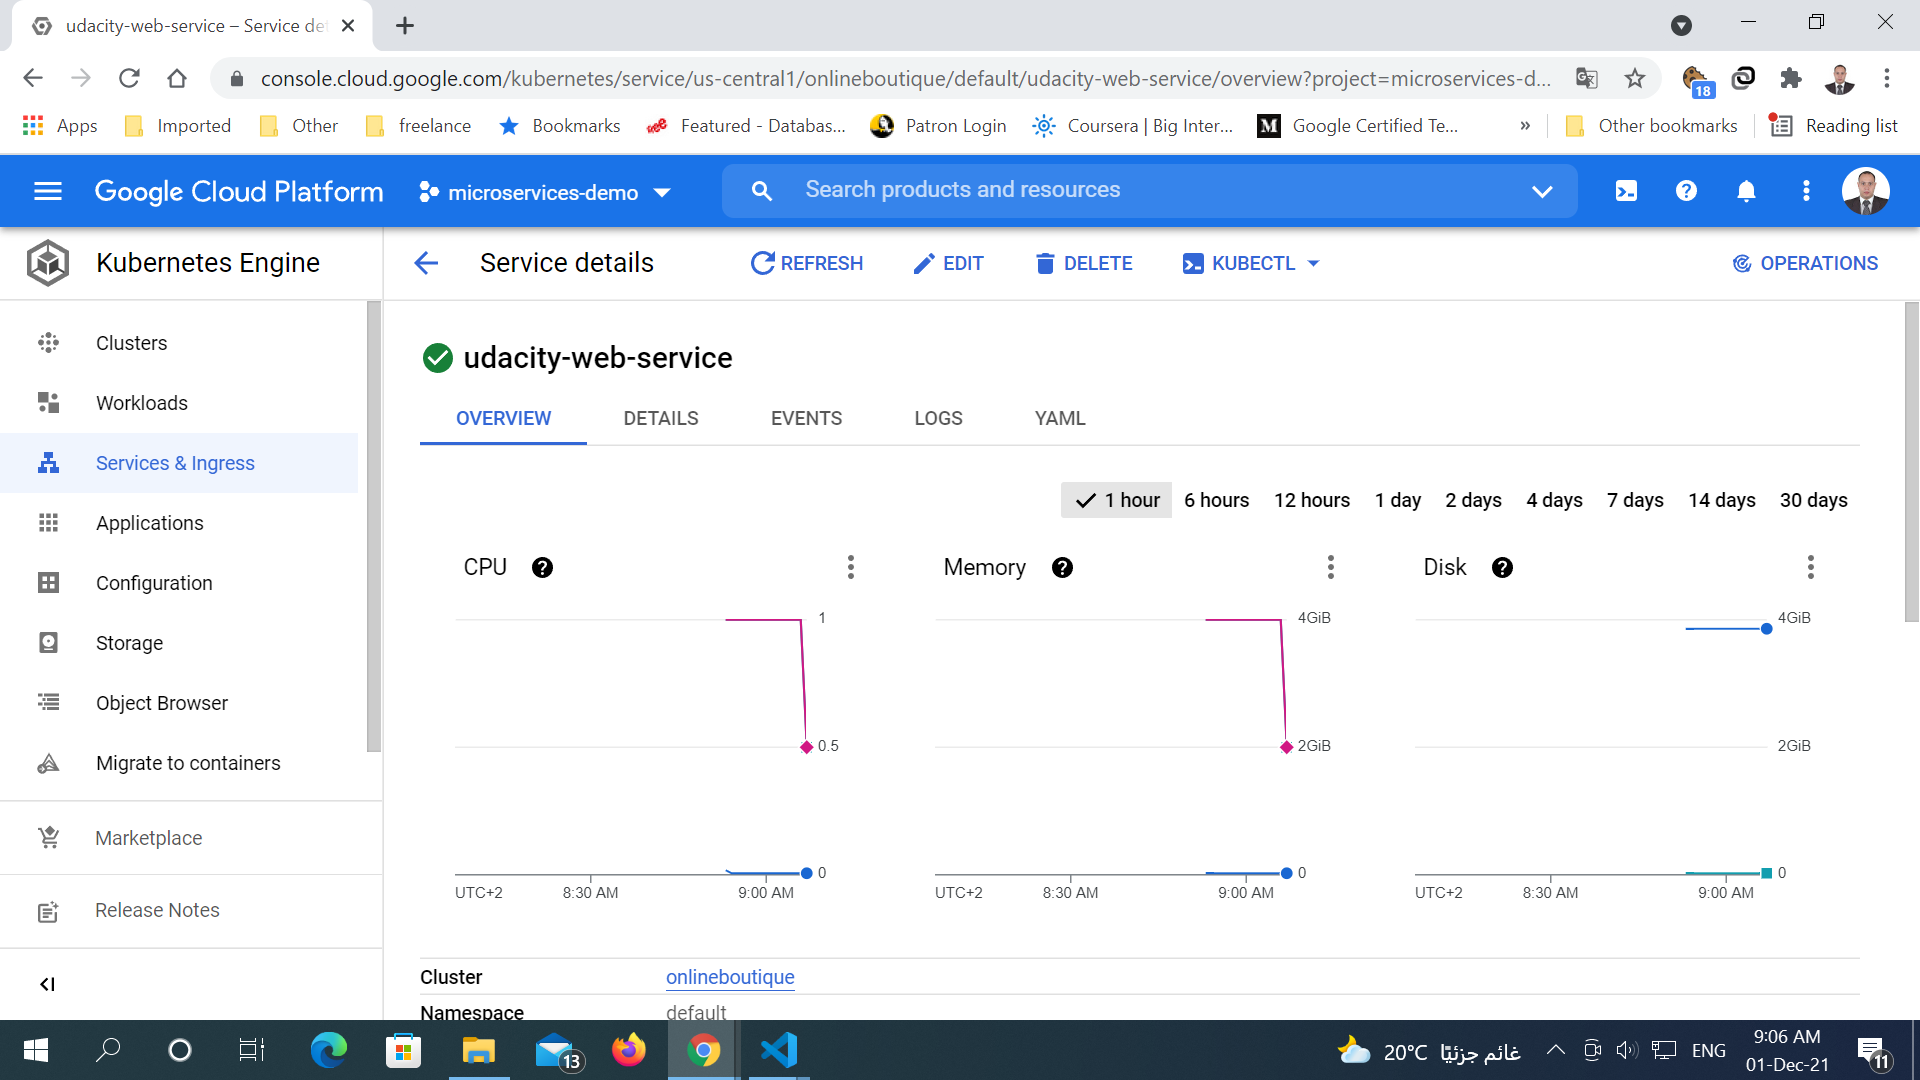 udacity-web-service – Service de
console.cloud.google.com/kubernetes/service/us-central1/onlineboutique/default/udacity-web-service/overview?project=microservices-d...
18
Apps Imported Other freelance Bookmarks Featured - Databas... Patron Login Coursera | Big Inter... M Google Certified Te... » Other bookmarks Reading list
Google Cloud Platform microservices-demo Search products and resources
Kubernetes Engine
Service details REFRESH EDIT DELETE KUBECTL OPERATIONS
Clusters
Workloads
Services & Ingress
Applications
Configuration
Storage
Object Browser
Migrate to containers
Marketplace
Release Notes
udacity-web-service
OVERVIEW DETAILS EVENTS LOGS YAML
1 hour 6 hours 12 hours 1 day 2 days 4 days 7 days 14 days 30 days
CPU
1
0.5
0
UTC+2 8:30 AM 9:00 AM
Memory
4GiB
2GiB
0
UTC+2 8:30 AM 9:00 AM
Disk
4GiB
2GiB
0
UTC+2 8:30 AM 9:00 AM
Cluster onlineboutique
Namespace default
13
20°C غائم جزئيًا
ENG
9:06 AM
01-Dec-21
11